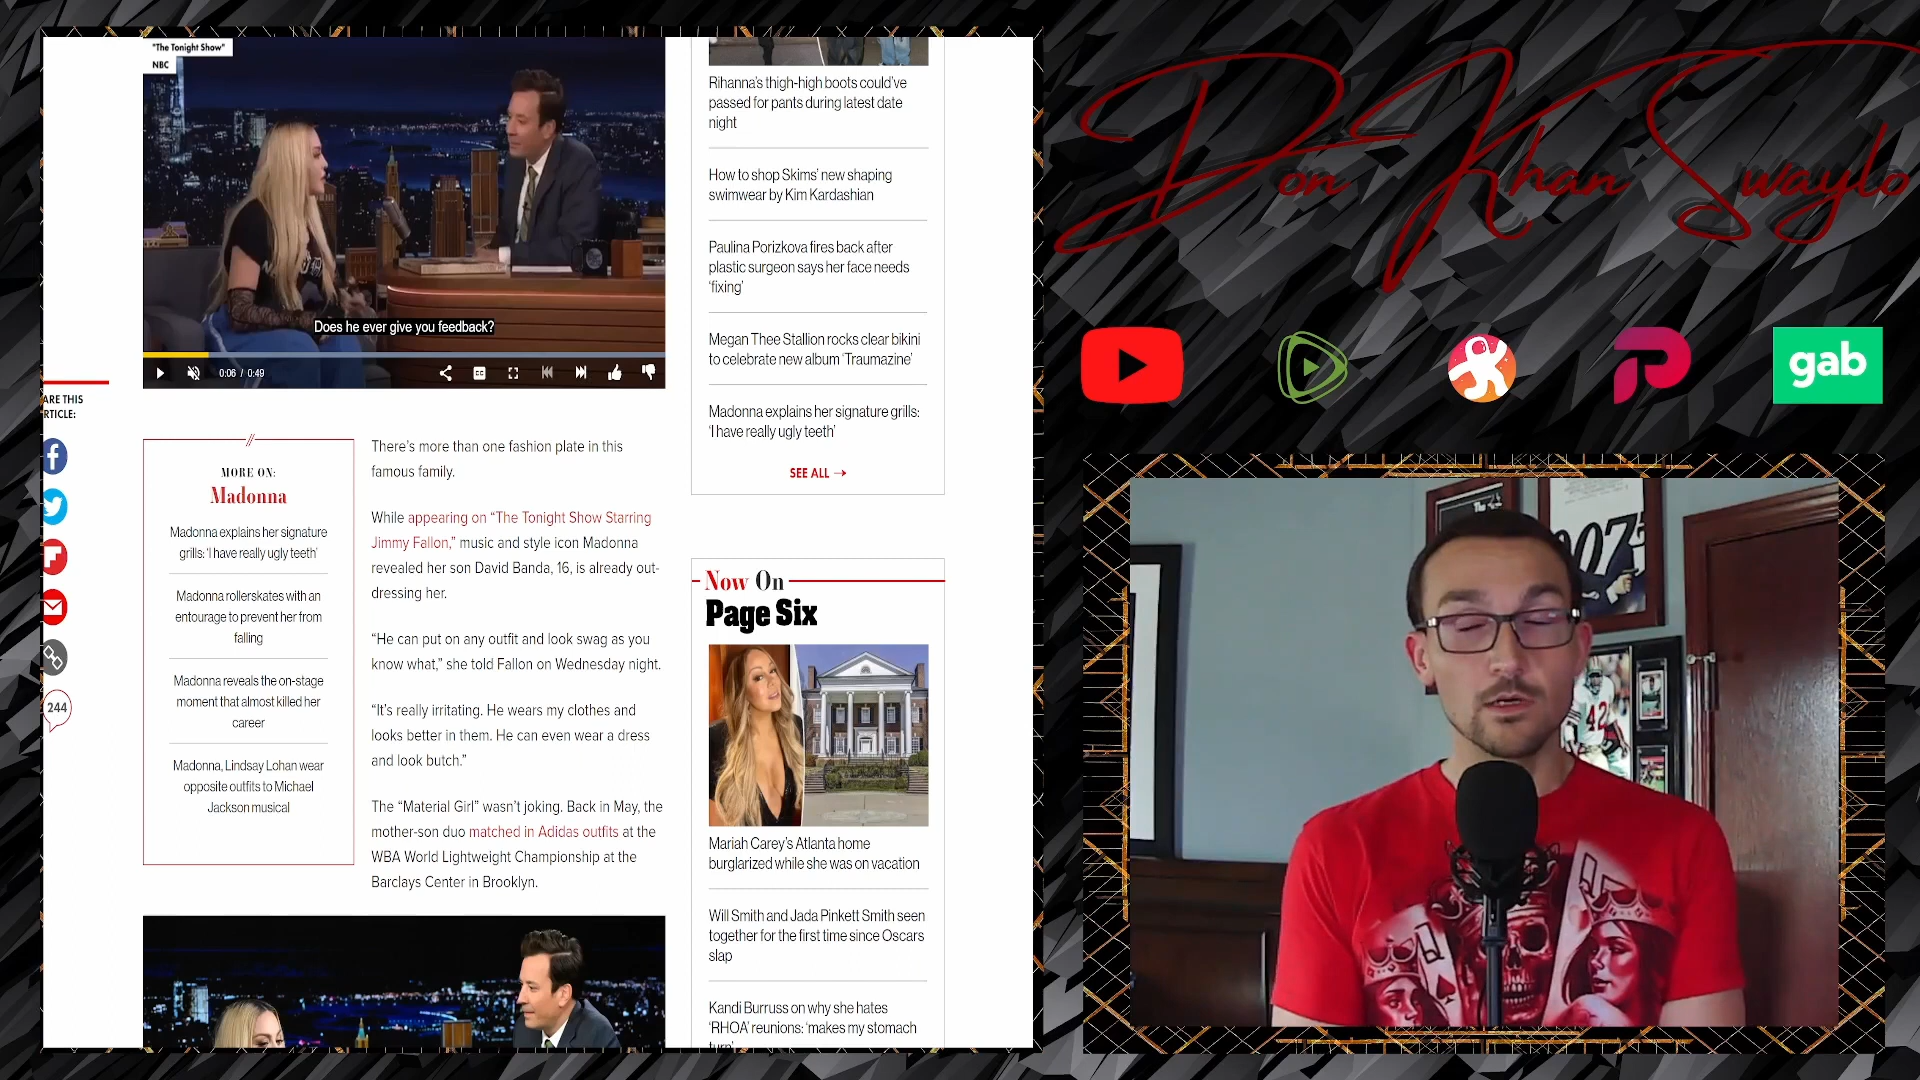 "The Tonight Show"
NBC
Does he ever give you feedback?
0:06 / 0:49
ARE THIS
RTICLE:
244
MORE ON:
Madonna
Madonna explains her signature
grills: 'I have really ugly teeth'
Madonna rollerskates with an
entourage to prevent her from
falling
Madonna reveals the on-stage
moment that almost killed her
career
Madonna, Lindsay Lohan wear
opposite outfits to Michael
Jackson musical
There's more than one fashion plate in this
famous family.
While appearing on "The Tonight Show Starring
Jimmy Fallon," music and style icon Madonna
revealed her son David Banda, 16, is already out-
dressing her.
"He can put on any outfit and look swag as you
know what," she told Fallon on Wednesday night.
"It's really irritating. He wears my clothes and
looks better in them. He can even wear a dress
and look butch."
The "Material Girl" wasn't joking. Back in May, the
mother-son duo matched in Adidas outfits at the
WBA World Lightweight Championship at the
Barclays Center in Brooklyn.
Rihanna's thigh-high boots could've
passed for pants during latest date
night
How to shop Skims' new shaping
swimwear by Kim Kardashian
Paulina Porizkova fires back after
plastic surgeon says her face needs
'fixing'
Megan Thee Stallion rocks clear bikini
to celebrate new album 'Traumazine'
Madonna explains her signature grills:
'I have really ugly teeth'
SEE ALL →
Now On
Page Six
Mariah Carey's Atlanta home
burglarized while she was on vacation
Will Smith and Jada Pinkett Smith seen
together for the first time since Oscars
slap
Kandi Burruss on why she hates
'RHOA' reunions: 'makes my stomach
turn'
Don Khan Swaylo
gab
007
42